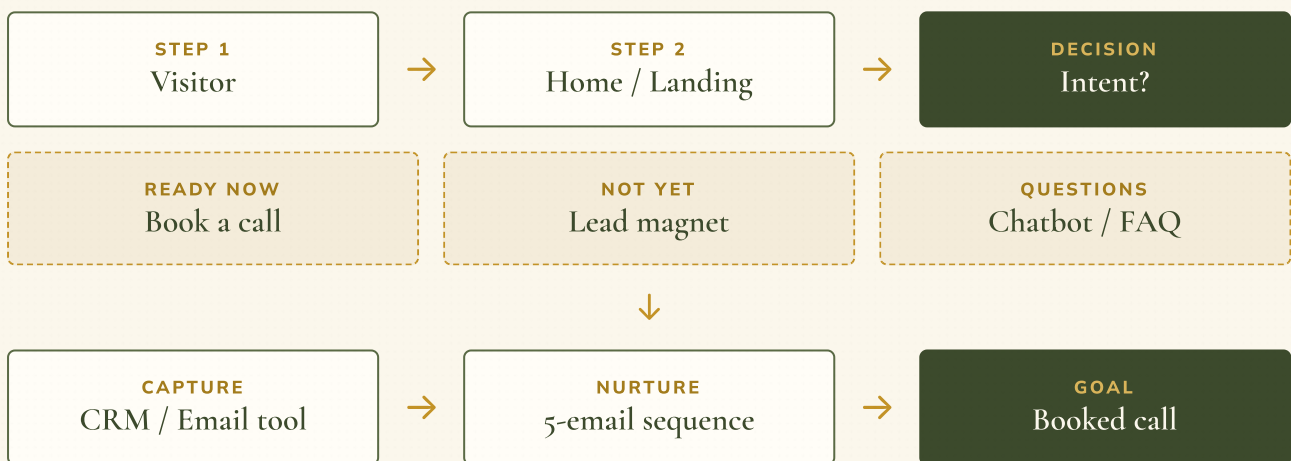 STEP 1
Visitor
STEP 2
Home / Landing
DECISION
Intent?
READY NOW
Book a call
NOT YET
Lead magnet
QUESTIONS
Chatbot / FAQ
CAPTURE
CRM / Email tool
NURTURE
5-email sequence
GOAL
Booked call